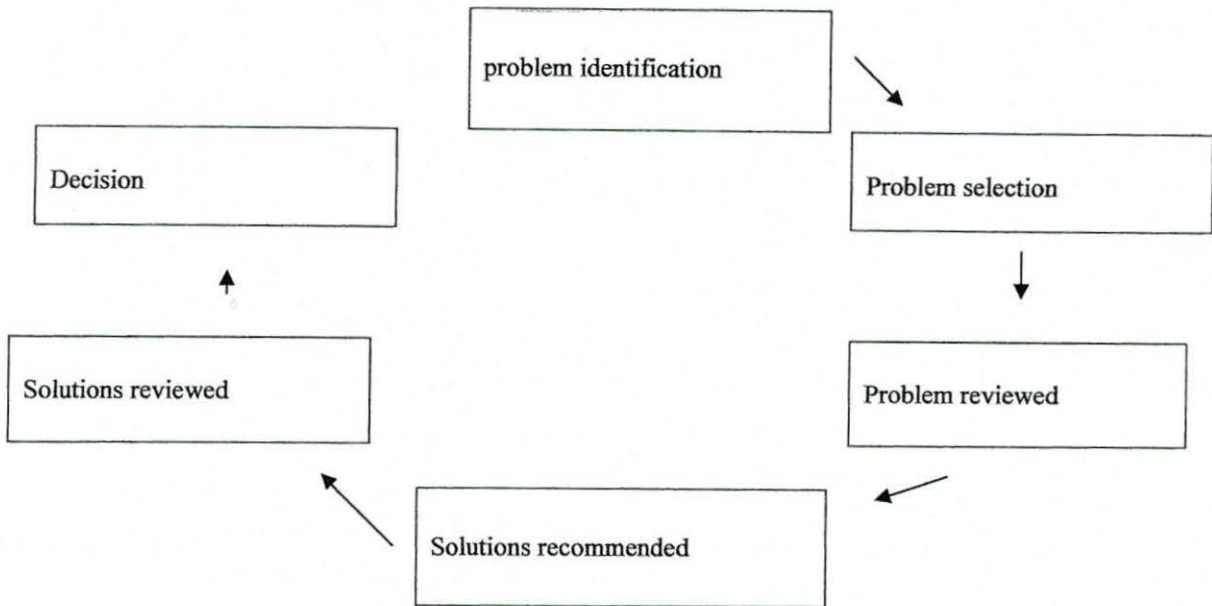 problem identification
Problem selection
Problem reviewed
Solutions recommended
Solutions reviewed
Decision